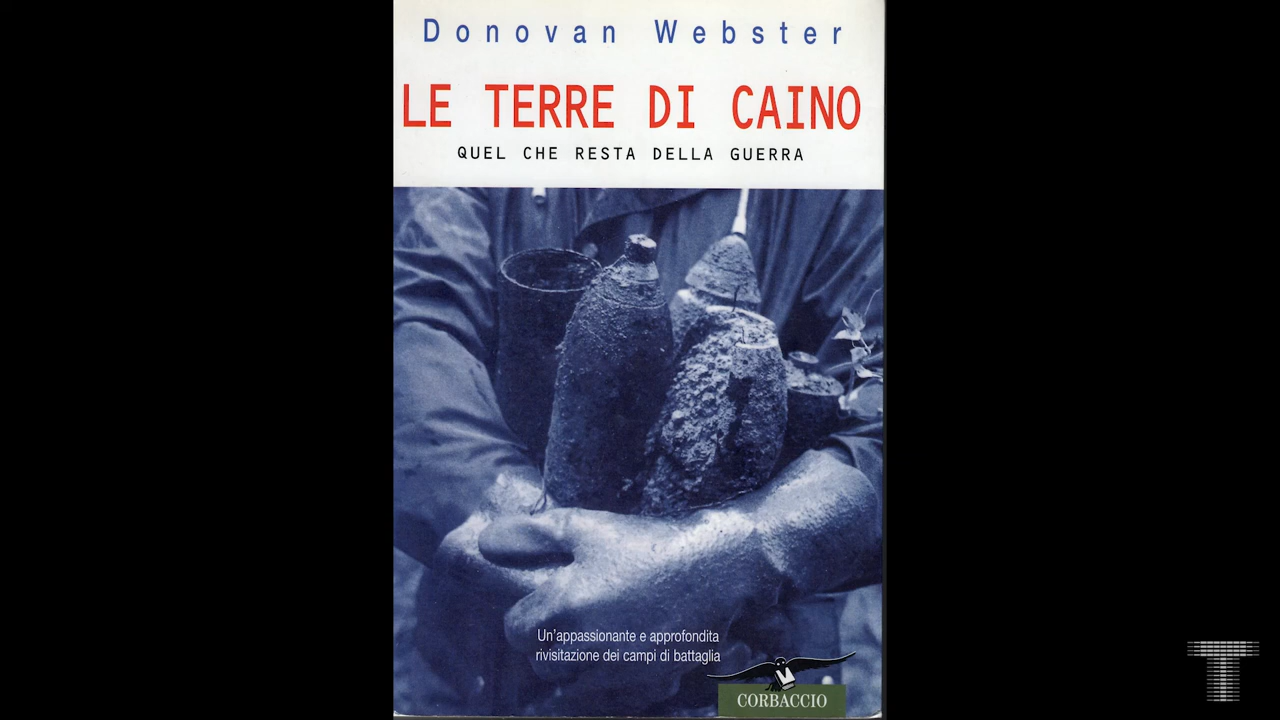 Donovan Webster
LE TERRE DI CAINO
QUEL CHE RESTA DELLA GUERRA
Un'appassionante e approfondita
rivisitazione dei campi di battaglia
CORBACCIO
T